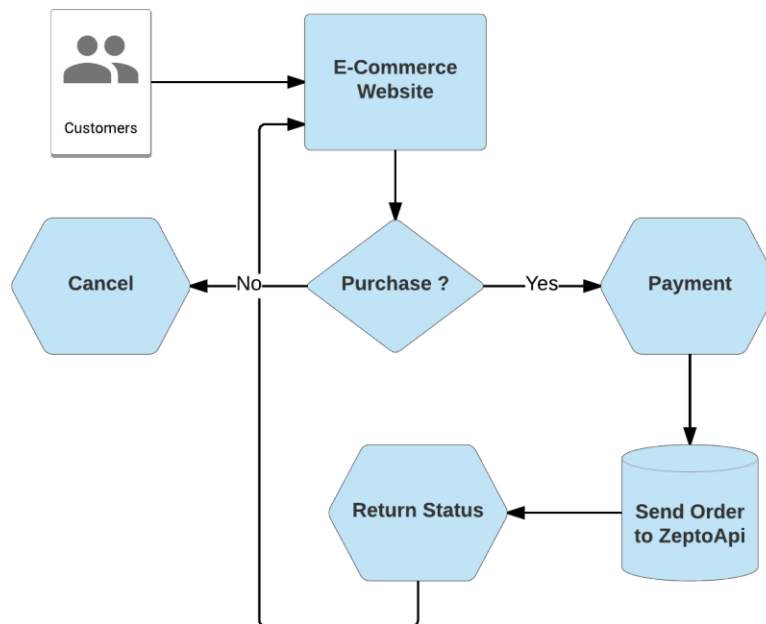 E-Commerce
Website
Customers
Cancel
No
Purchase ?
Yes
Payment
Return Status
Send Order
to ZeptoApi